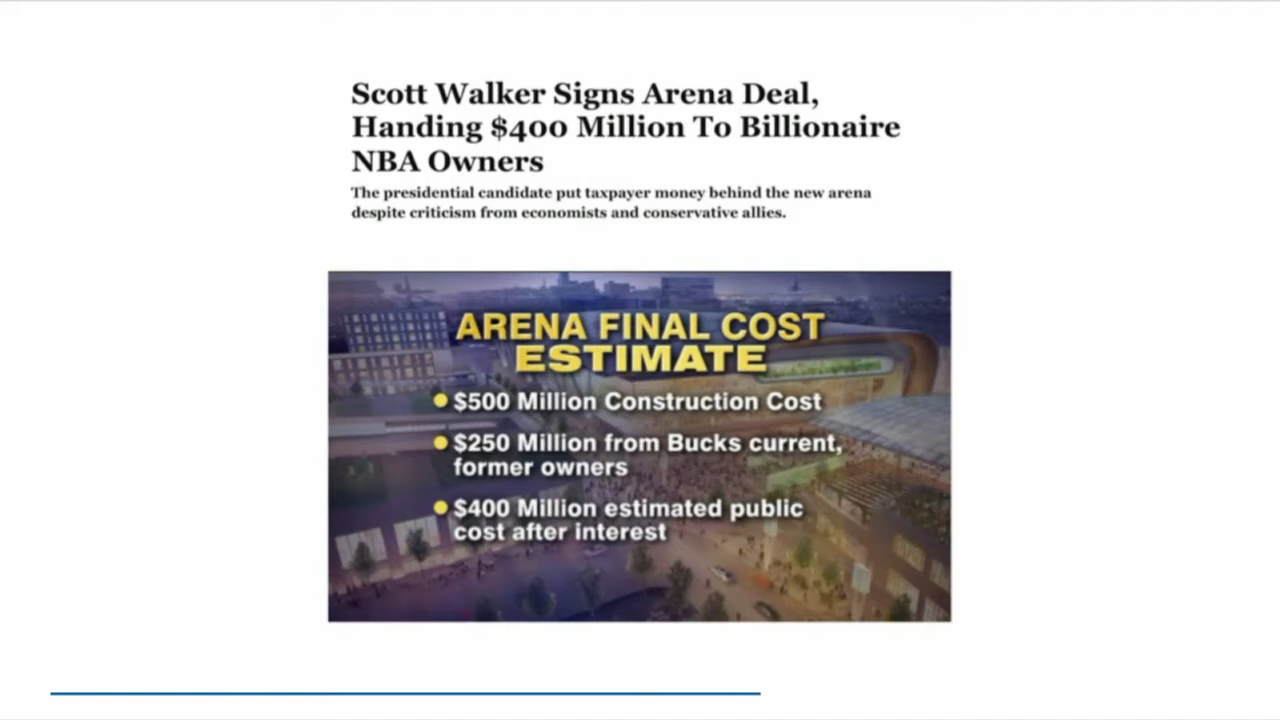 Scott Walker Signs Arena Deal,
Handing $400 Million To Billionaire
NBA Owners
The presidential candidate put taxpayer money behind the new arena
despite criticism from economists and conservative allies.
ARENA FINAL COST
ESTIMATE
$500 Million Construction Cost
$250 Million from Bucks current,
former owners
$400 Million estimated public
cost after interest